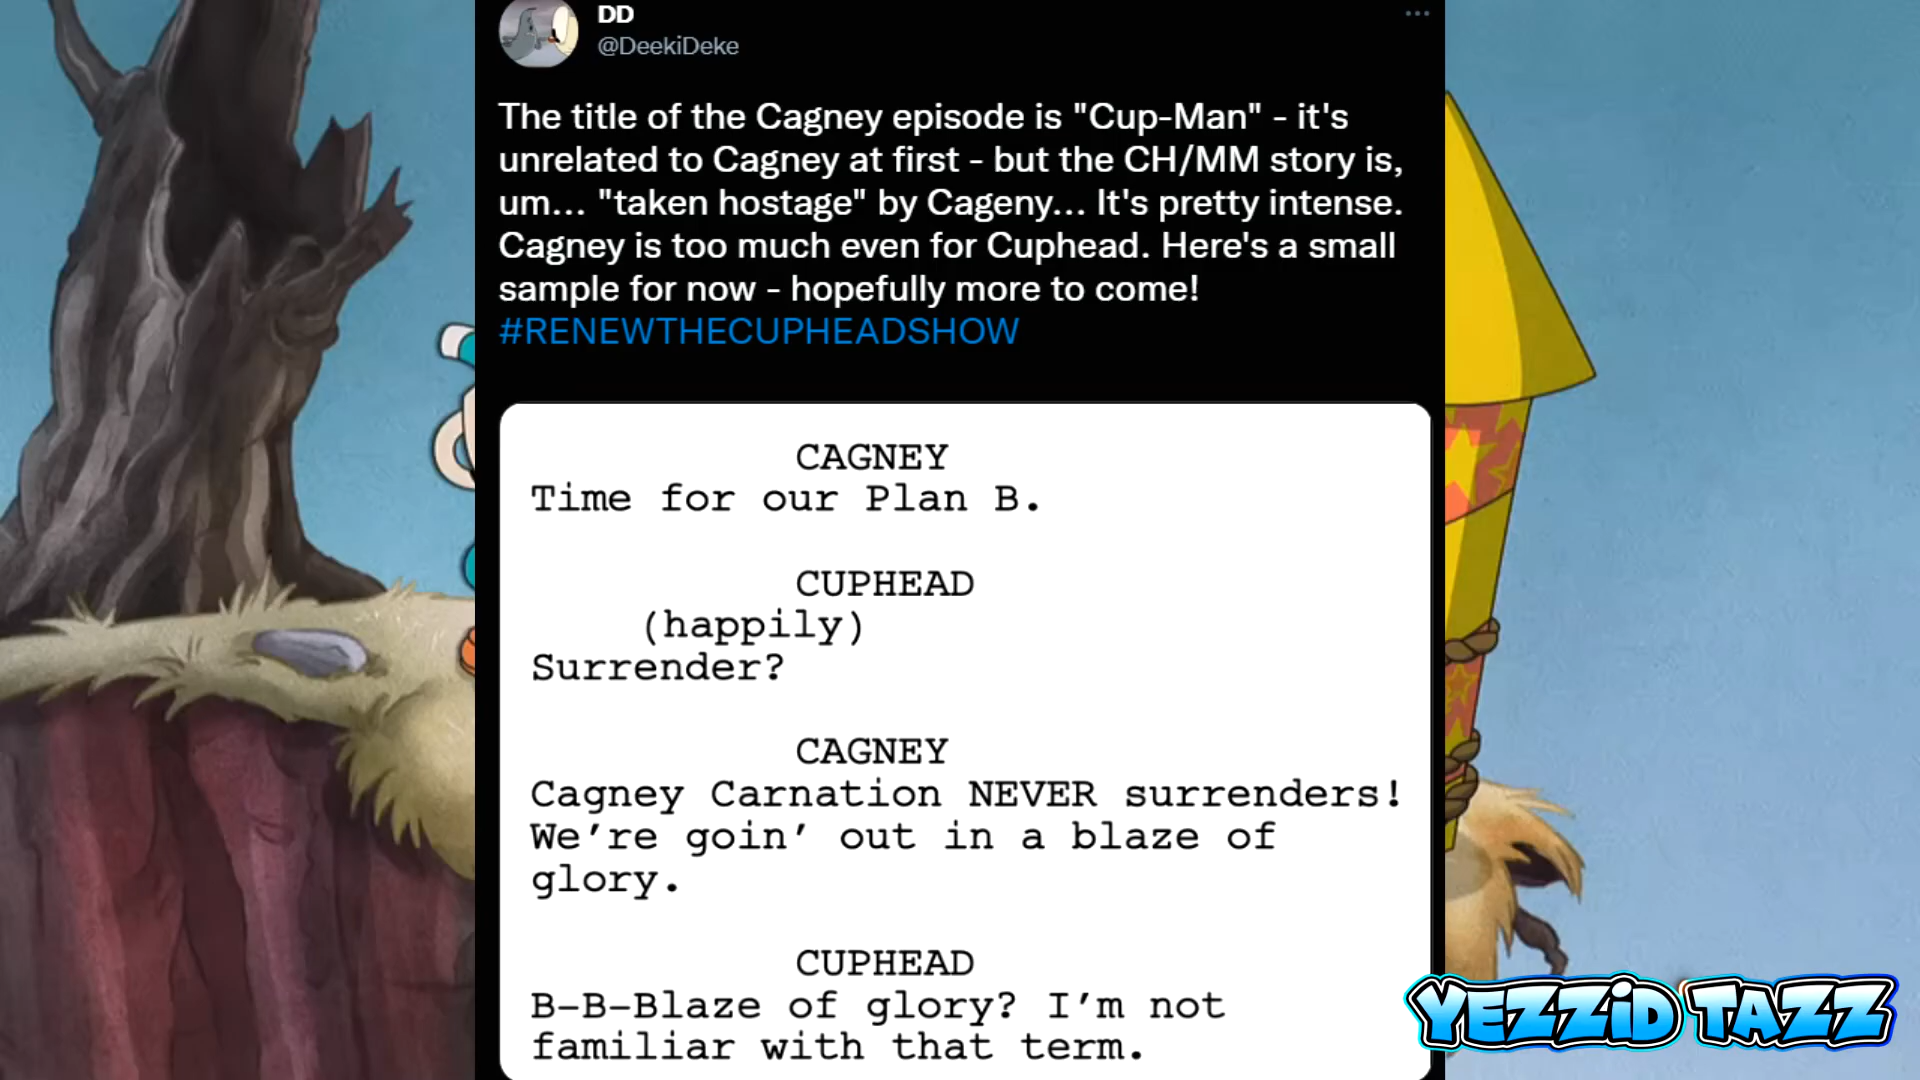 DD
@DeekiDeke
The title of the Cagney episode is "Cup-Man" - it's
unrelated to Cagney at first - but the CH/MM story is,
um... "taken hostage" by Cageny... It's pretty intense.
Cagney is too much even for Cuphead. Here's a small
sample for now - hopefully more to come!
#RENEWTHECUPHEADSHOW
CAGNEY
Time for our Plan B.
CUPHEAD
(happily)
Surrender?
CAGNEY
Cagney Carnation NEVER surrenders!
We’re goin’ out in a blaze of
glory.
CUPHEAD
B-B-Blaze of glory? I’m not
familiar with that term.
YEZZiD TAZZ